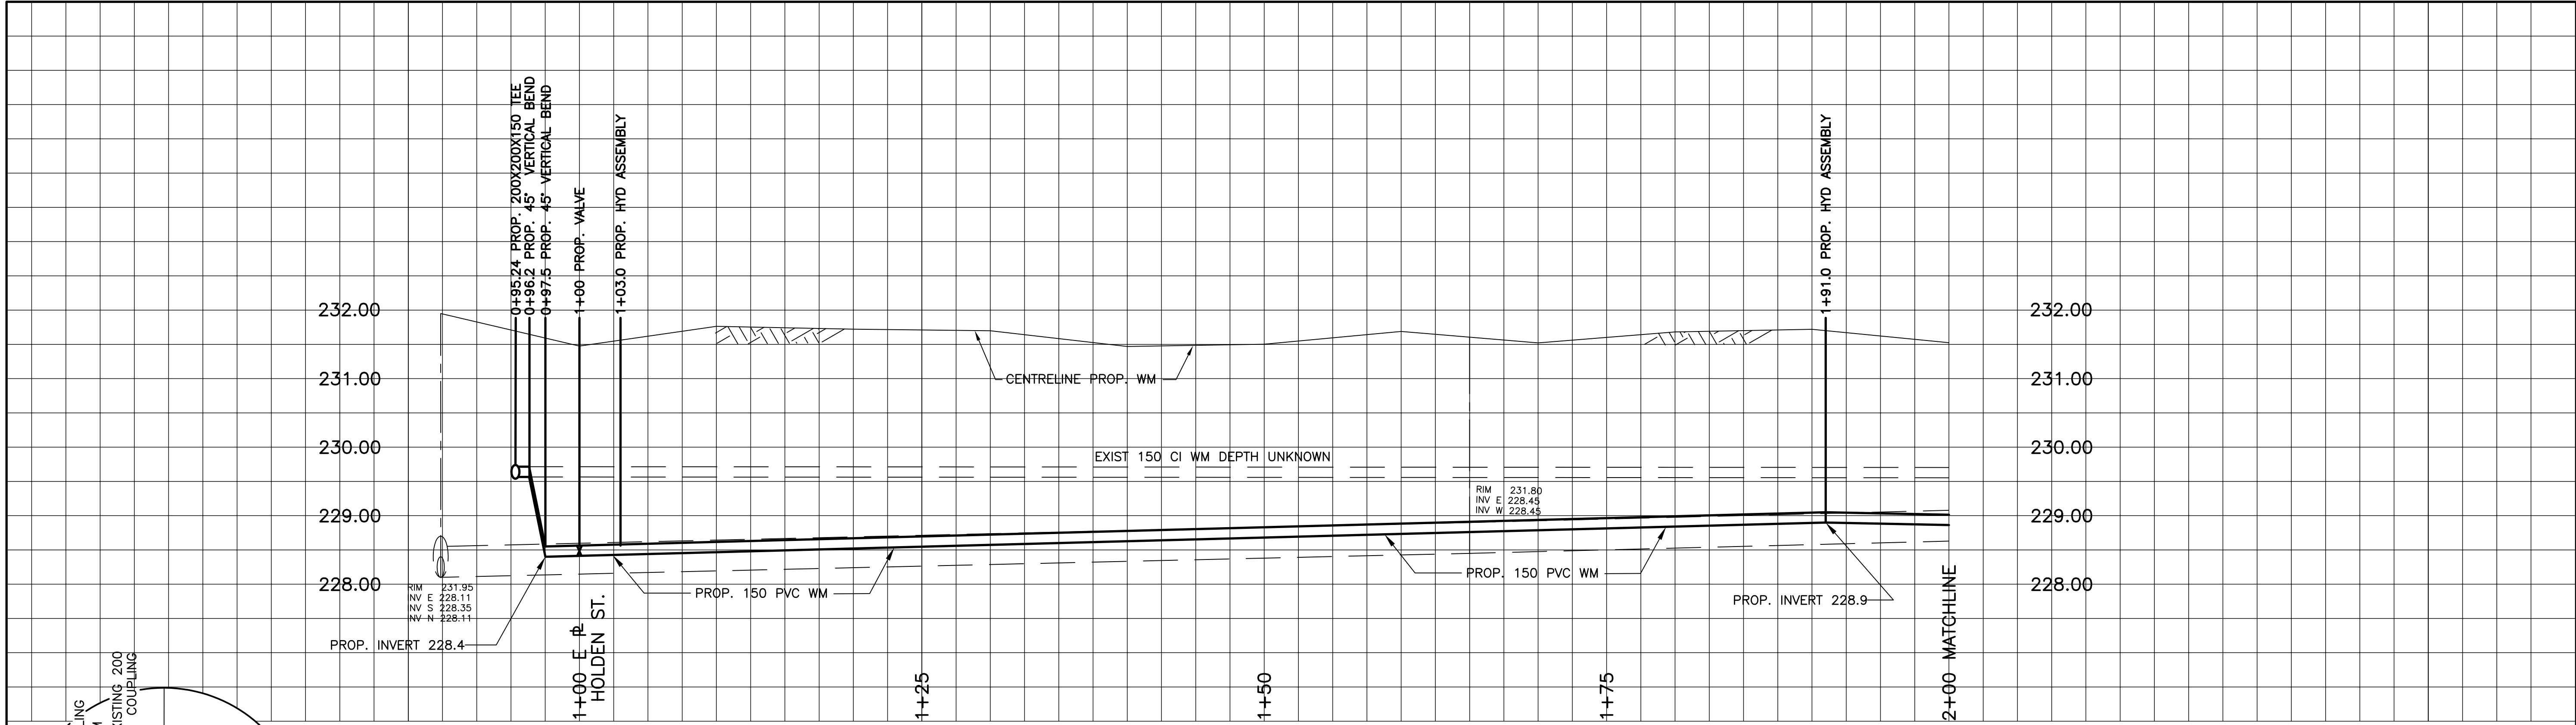 0+95.24 PROP. 200X200X150 TEE
0+96.2 PROP. 45° VERTICAL BEND
0+97.5 PROP. 45° VERTICAL BEND
1+00 PROP. VALVE
1+03.0 PROP. HYD ASSEMBLY
1+91.0 PROP. HYD ASSEMBLY
232.00
232.00
231.00
CENTRELINE PROP. WM
231.00
230.00
EXIST 150 CI WM DEPTH UNKNOWN
230.00
RIM 231.80
INV E 228.45
INV W 228.45
229.00
229.00
228.00
228.00
RIM 231.95
INV E 228.11
INV S 228.35
INV N 228.11
PROP. 150 PVC WM
PROP. 150 PVC WM
PROP. INVERT 228.9
PROP. INVERT 228.4
1+00 E PL
HOLDEN ST.
1+25
1+50
1+75
2+00 MATCHLINE
EXISTING 200
COUPLING